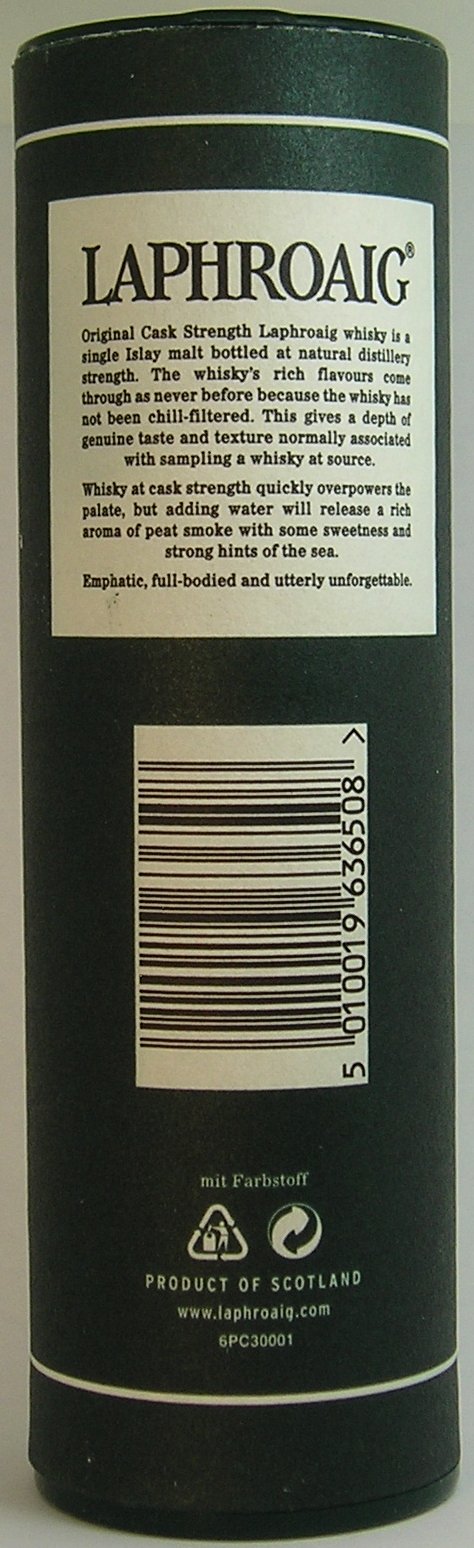 LAPHROAIG®
Original Cask Strength Laphroaig whisky is a
single Islay malt bottled at natural distillery
strength. The whisky's rich flavours come
through as never before because the whisky has
not been chill-filtered. This gives a depth of
genuine taste and texture normally associated
with sampling a whisky at source.
Whisky at cask strength quickly overpowers the
palate, but adding water will release a rich
aroma of peat smoke with some sweetness and
strong hints of the sea.
Emphatic, full-bodied and utterly unforgettable.
5 010019 636508 >
mit Farbstoff
PRODUCT OF SCOTLAND
www.laphroaig.com
6PC30001